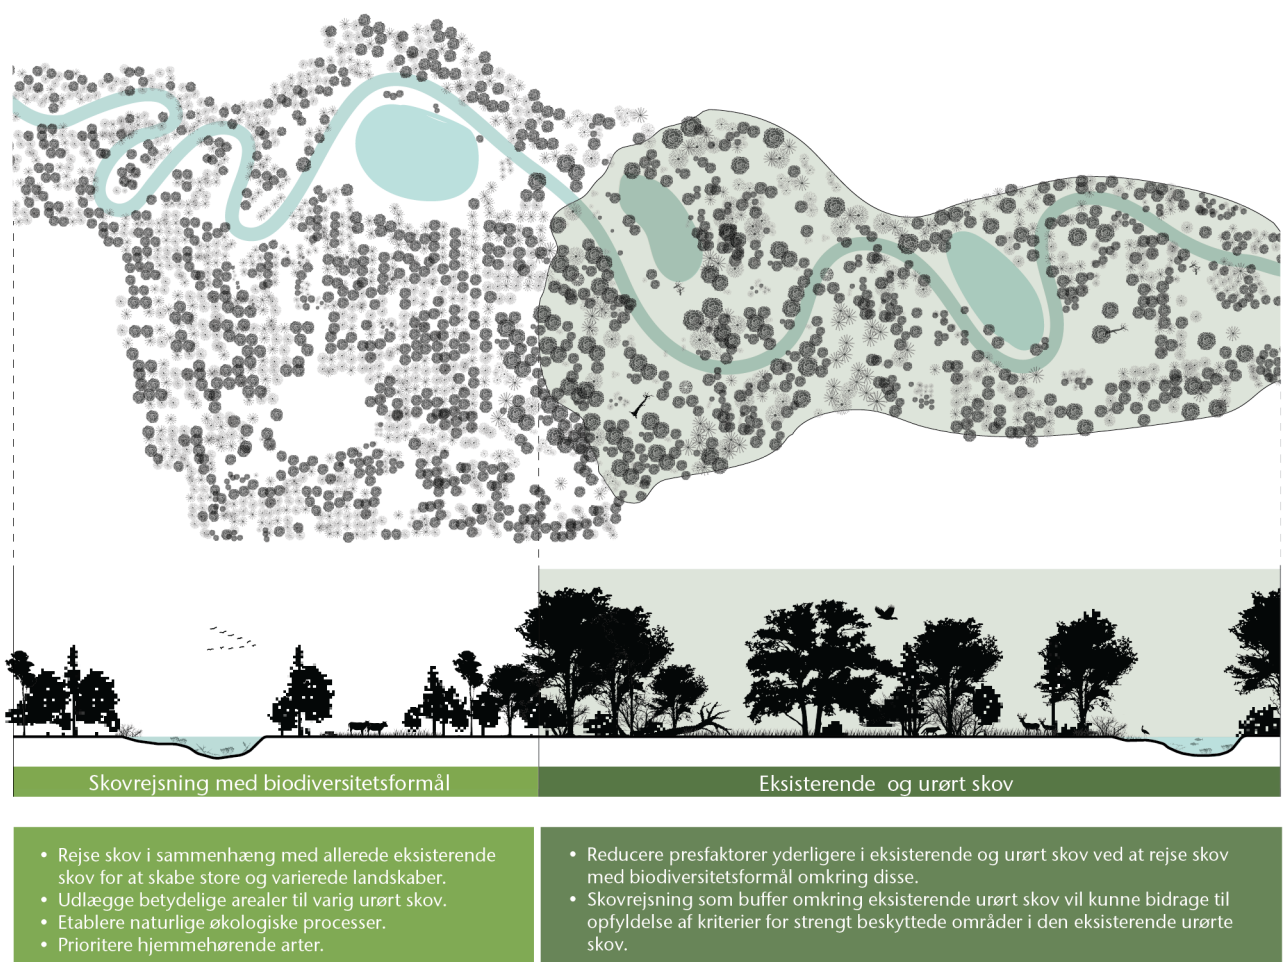 Skovrejsning med biodiversitetsformål
Eksisterende og urørt skov
• Rejse skov i sammenhæng med allerede eksisterende
skov for at skabe store og varierede landskaber.
• Udlægge betydelige arealer til varig urørt skov.
• Etablere naturlige økologiske processer.
• Prioritere hjemmehørende arter.
• Reducere presfaktorer yderligere i eksisterende og urørt skov ved at rejse skov
med biodiversitetsformål omkring disse.
• Skovrejsning som buffer omkring eksisterende urørt skov vil kunne bidrage til
opfyldelse af kriterier for strengt beskyttede områder i den eksisterende urørte
skov.